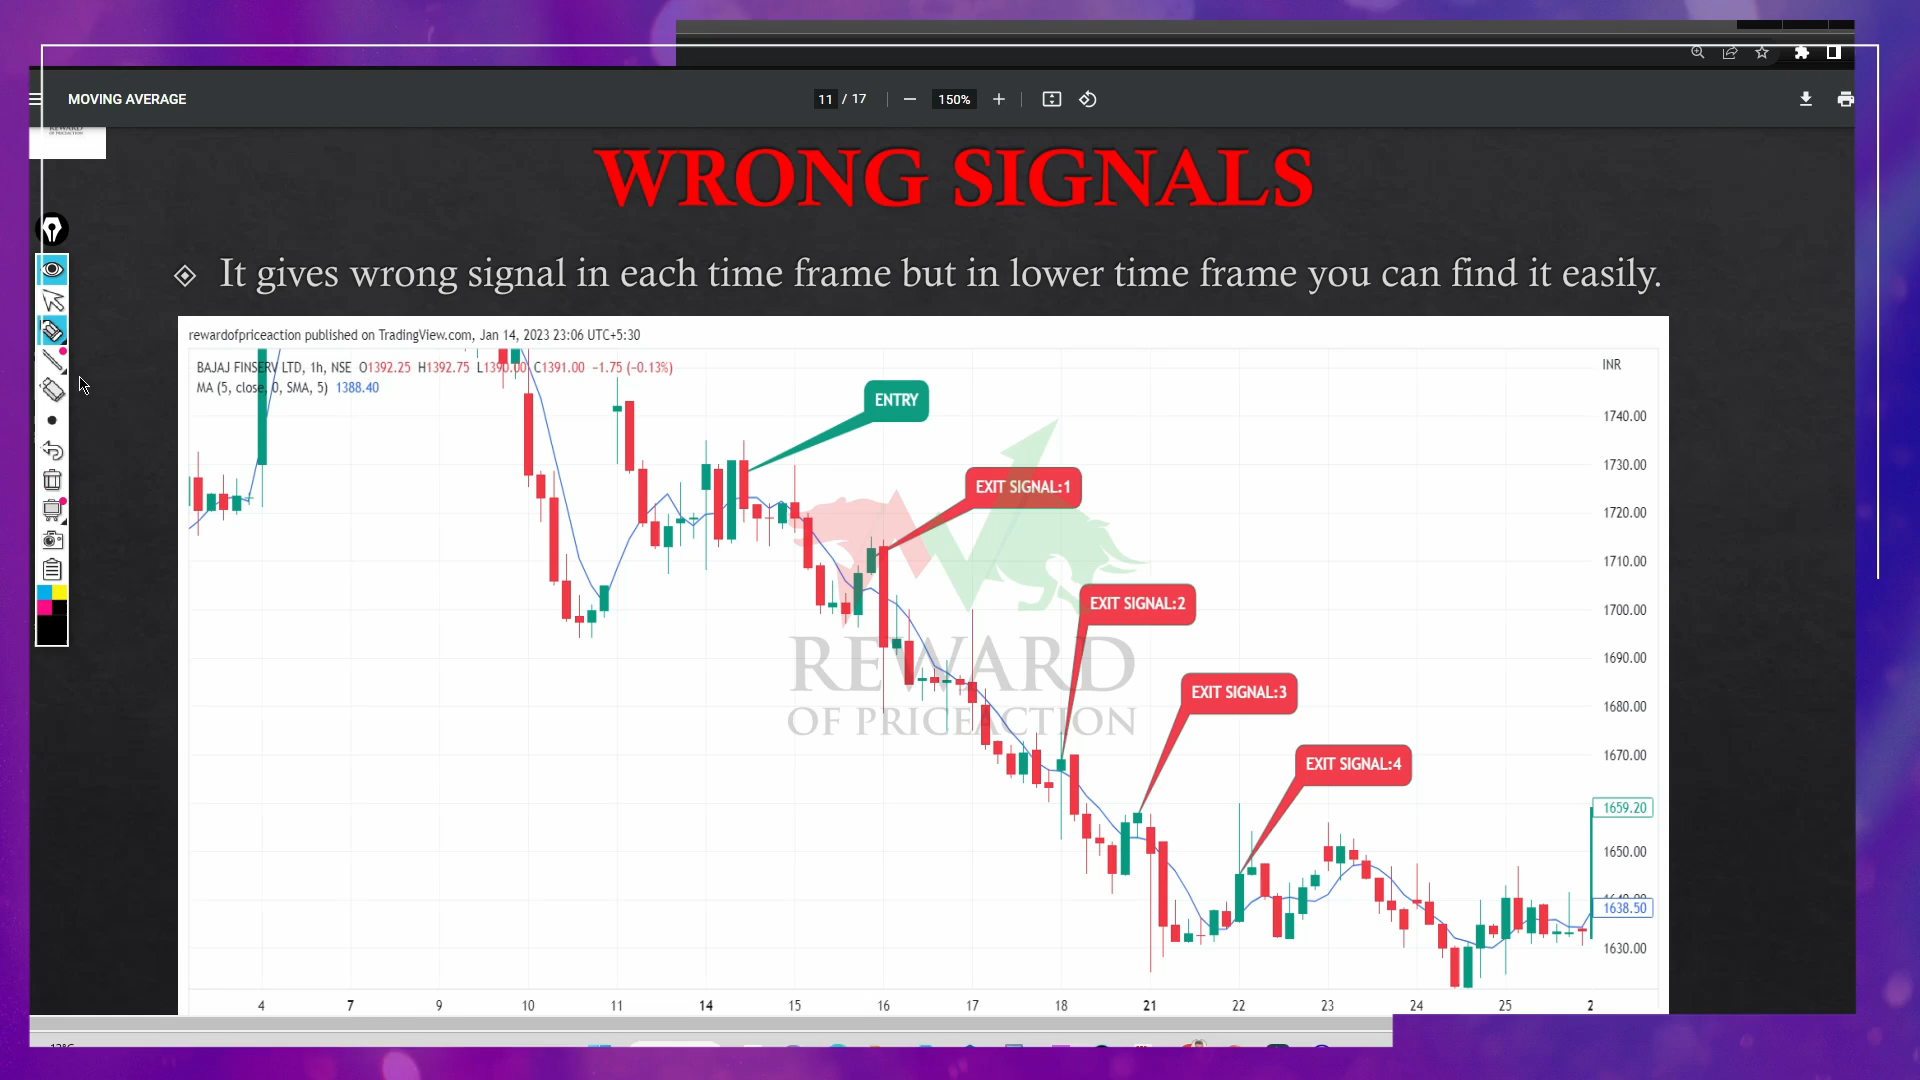 MOVING AVERAGE
11 / 17
150%
OF PRICEACTION
WRONG SIGNALS
It gives wrong signal in each time frame but in lower time frame you can find it easily.
rewardofpriceaction published on TradingView.com, Jan 14, 2023 23:06 UTC+5:30
BAJAJ FINSERV LTD, 1h, NSE O1392.25 H1392.75 L1390.00 C1391.00 −1.75 (−0.13%)
MA (5, close, 0, SMA, 5) 1388.40
INR
ENTRY
EXIT SIGNAL:1
EXIT SIGNAL:2
EXIT SIGNAL:3
EXIT SIGNAL:4
REWARD
OF PRICEACTION
1740.00
1730.00
1720.00
1710.00
1700.00
1690.00
1680.00
1670.00
1659.20
1650.00
1638.50
1630.00
4 7 9 10 11 14 15 16 17 18 21 22 23 24 25 2